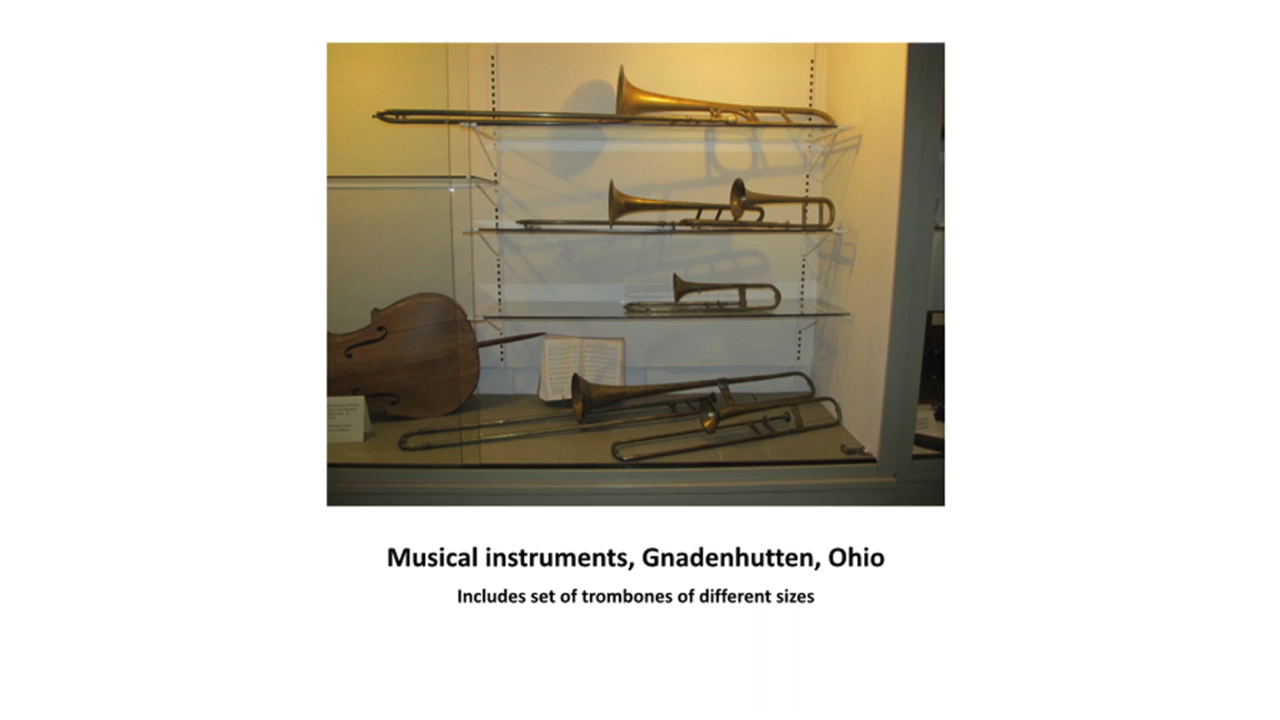 Musical instruments, Gnadenhutten, Ohio
Includes set of trombones of different sizes